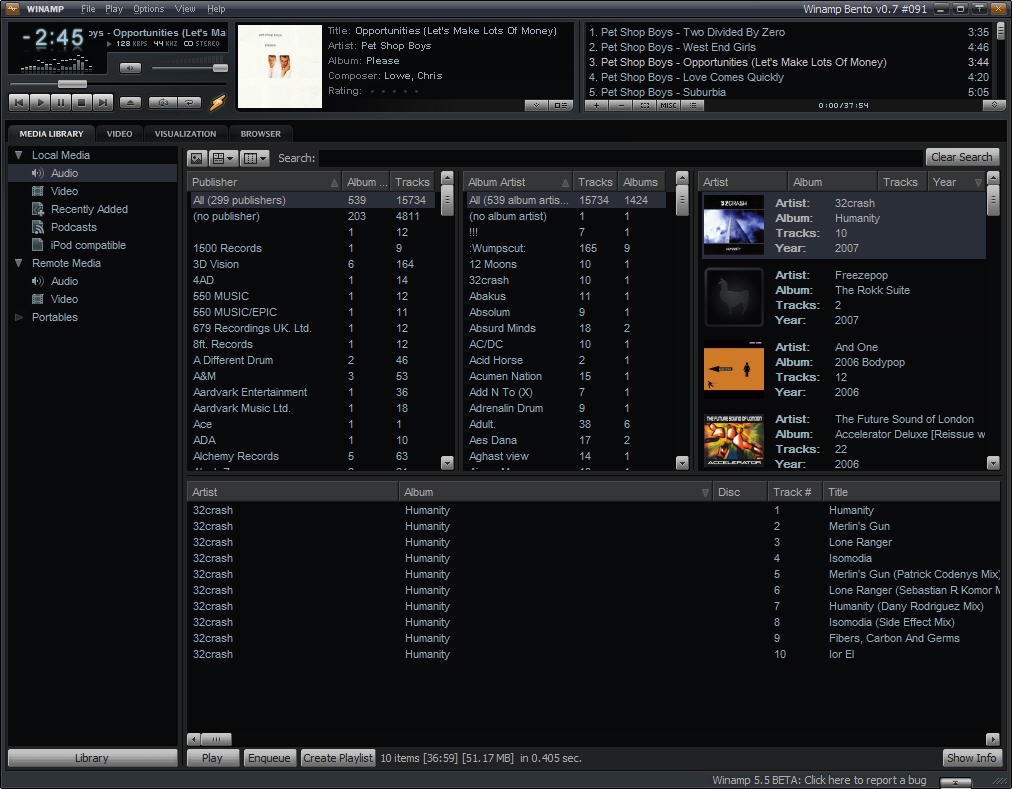 WINAMP File Play Options View Help
Winamp Bento v0.7 #091
- 2:45
oys - Opportunities (Let's Ma
128 KBPS 44 KHZ STEREO
Title: Opportunities (Let's Make Lots Of Money)
Artist: Pet Shop Boys
Album: Please
Composer: Lowe, Chris
Rating:
1. Pet Shop Boys - Two Divided By Zero 3:35
2. Pet Shop Boys - West End Girls 4:46
3. Pet Shop Boys - Opportunities (Let's Make Lots Of Money) 3:44
4. Pet Shop Boys - Love Comes Quickly 4:20
5. Pet Shop Boys - Suburbia 5:05
MISC
0:00/37:54
MEDIA LIBRARY VIDEO VISUALIZATION BROWSER
Local Media
Audio
Video
Recently Added
Podcasts
iPod compatible
Remote Media
Audio
Video
Portables
Library
Search:
Clear Search
Publisher Album ... Tracks
All (299 publishers) 539 15734
(no publisher) 203 4811
1 12
1500 Records 1 9
3D Vision 6 164
4AD 1 14
550 MUSIC 1 12
550 MUSIC/EPIC 1 11
679 Recordings UK. Ltd. 1 12
8ft. Records 1 12
A Different Drum 2 46
A&M 3 53
Aardvark Entertainment 1 36
Aardvark Music Ltd. 1 18
Ace 1 1
ADA 1 10
Alchemy Records 5 63
Album Artist Tracks Albums
All (539 album artis... 15734 1424
(no album artist) 1 1
!!! 7 1
:Wumpscut: 165 9
12 Moons 10 1
32crash 10 1
Abakus 11 1
Absolum 9 1
Absurd Minds 18 2
AC/DC 10 1
Acid Horse 2 1
Acumen Nation 15 1
Add N To (X) 7 1
Adrenalin Drum 9 1
Adult. 38 6
Aes Dana 17 2
Aghast view 14 1
Artist Album Tracks Year
32CRASH
HUMANITY
Artist: 32crash
Album: Humanity
Tracks: 10
Year: 2007
Artist: Freezepop
Album: The Rokk Suite
Tracks: 2
Year: 2007
Artist: And One
Album: 2006 Bodypop
Tracks: 12
Year: 2006
THE FUTURE SOUND OF LONDON
ACCELERATOR
Artist: The Future Sound of London
Album: Accelerator Deluxe [Reissue w
Tracks: 22
Year: 2006
Artist Album Disc Track # Title
32crash Humanity 1 Humanity
32crash Humanity 2 Merlin's Gun
32crash Humanity 3 Lone Ranger
32crash Humanity 4 Isomodia
32crash Humanity 5 Merlin's Gun (Patrick Codenys Mix)
32crash Humanity 6 Lone Ranger (Sebastian R Komor M
32crash Humanity 7 Humanity (Dany Rodriguez Mix)
32crash Humanity 8 Isomodia (Side Effect Mix)
32crash Humanity 9 Fibers, Carbon And Germs
32crash Humanity 10 Ior El
Play Enqueue Create Playlist 10 items [36:59] [51.17 MB] in 0.405 sec. Show Info
Winamp 5.5 BETA: Click here to report a bug